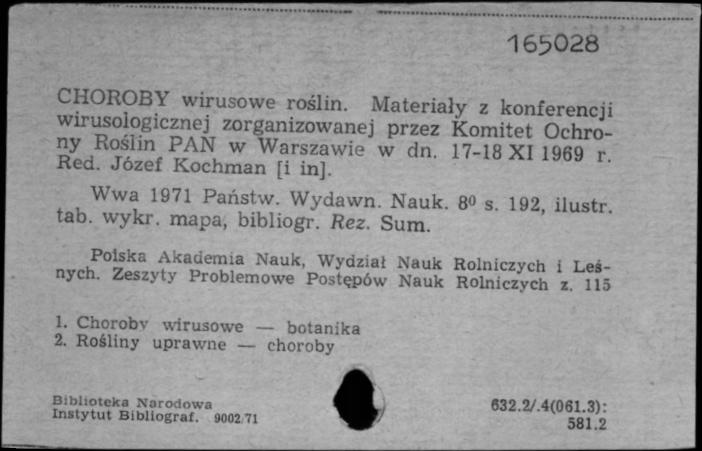 165028
CHOROBY wirusowe roślin. Materiały z konferencji
wirusologicznej zorganizowanej przez Komitet Ochro-
ny Roślin PAN w Warszawie w dn. 17-18 XI 1969 r.
Red. Józef Kochman [i in].
Wwa 1971 Państw. Wydawn. Nauk. 8⁰ s. 192, ilustr.
tab. wykr. mapa, bibliogr. Rez. Sum.
Polska Akademia Nauk, Wydział Nauk Rolniczych i Leś-
nych. Zeszyty Problemowe Postępów Nauk Rolniczych z. 115
1. Choroby wirusowe — botanika
2. Rośliny uprawne — choroby
Biblioteka Narodowa
Instytut Bibliograf. 9002/71
632.2/.4(061.3):
581.2